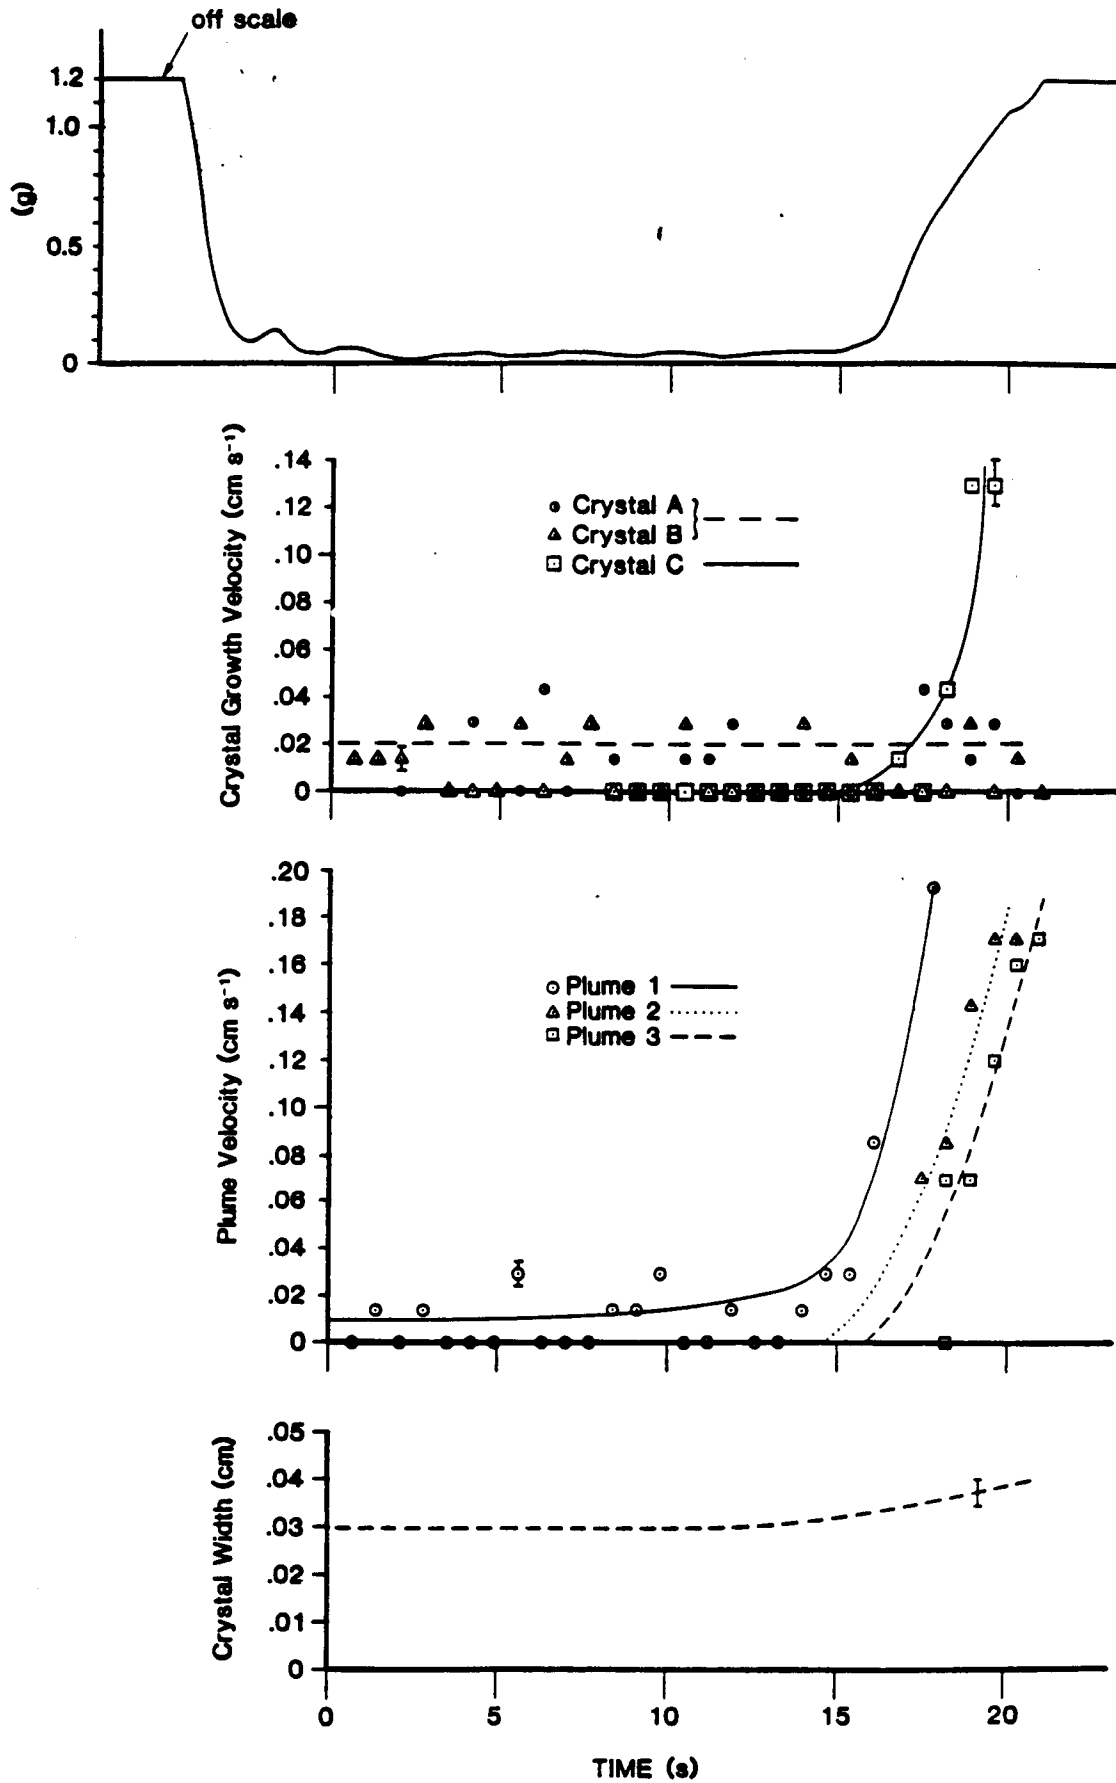 off scale
1.2
1.0
0.5
0
(g)
Crystal Growth Velocity (cm s⁻¹)
.14
.12
.10
.08
.06
.04
.02
0
Crystal A
Crystal B
Crystal C
Plume Velocity (cm s⁻¹)
.20
.18
.16
.14
.12
.10
.08
.06
.04
.02
0
Plume 1
Plume 2
Plume 3
Crystal Width (cm)
.05
.04
.03
.02
.01
0
0 5 10 15 20
TIME (s)